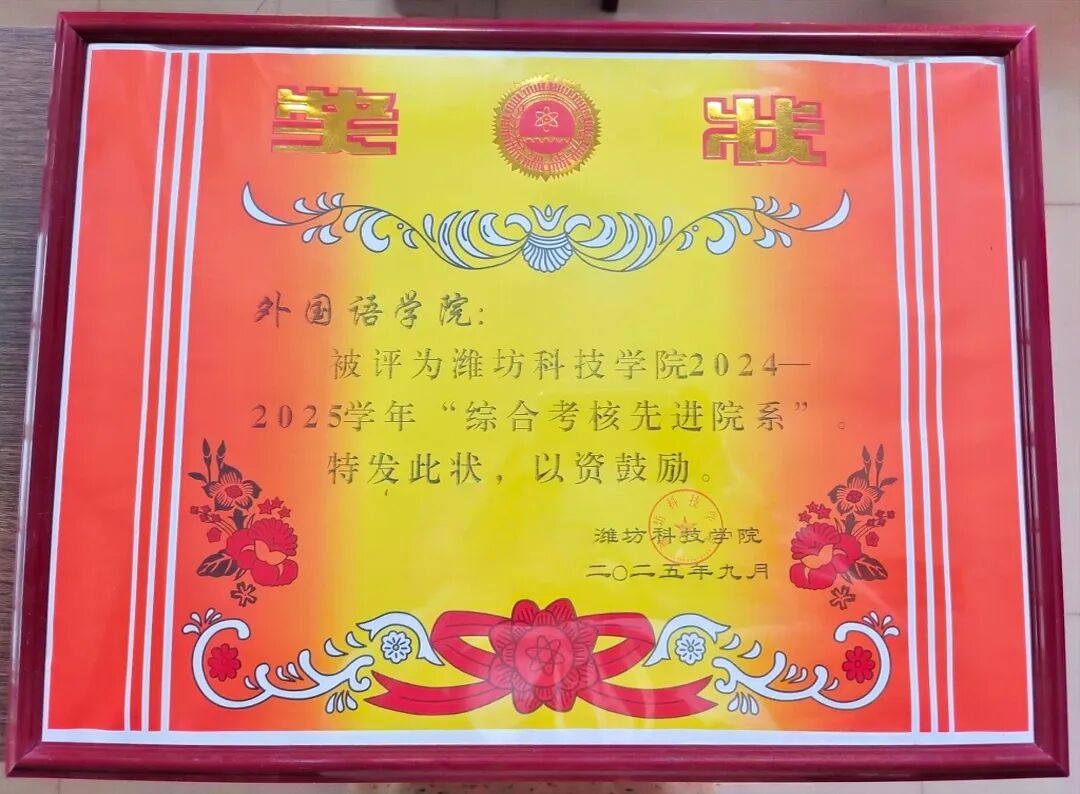 奖状
外国语学院：
被评为潍坊科技学院2024—
2025学年“综合考核先进院系”。
特发此状，以资鼓励。
潍坊科技学院
二〇二五年九月